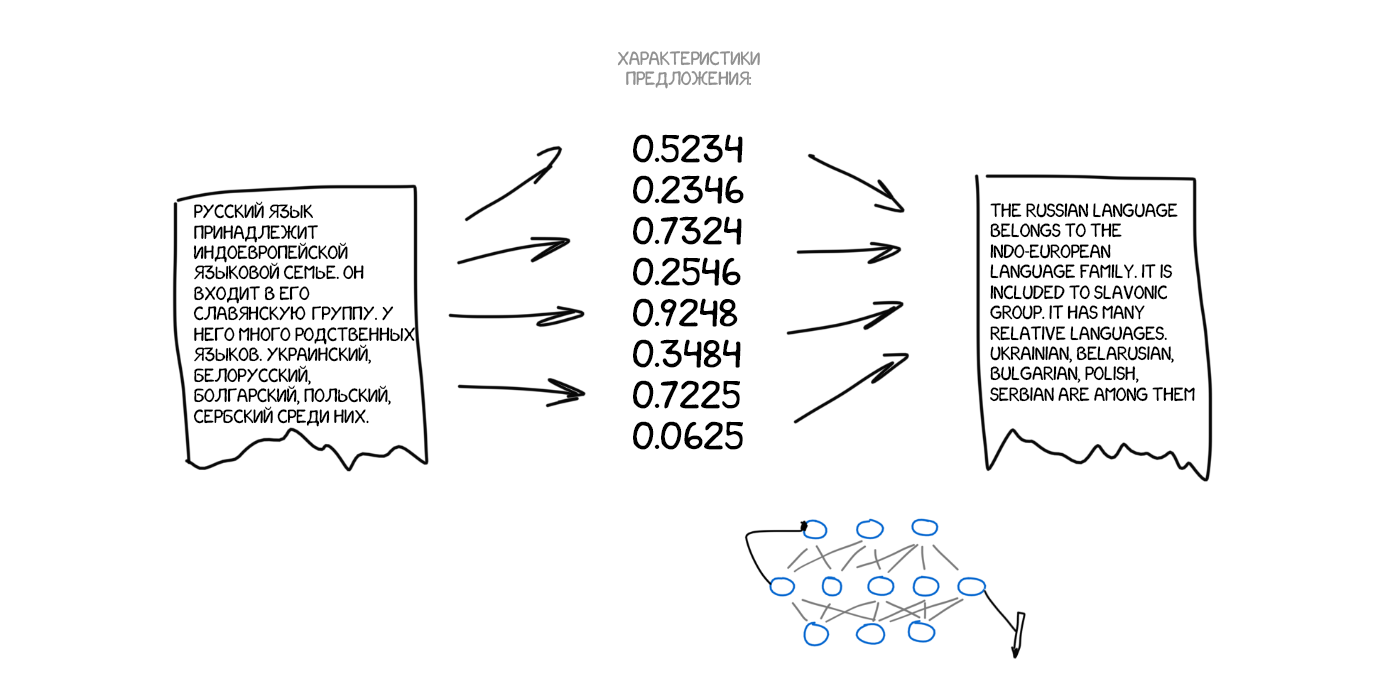 ХАРАКТЕРИСТИКИ
ПРЕДЛОЖЕНИЯ:
РУССКИЙ ЯЗЫК
ПРИНАДЛЕЖИТ
ИНДОЕВРОПЕЙСКОЙ
ЯЗЫКОВОЙ СЕМЬЕ. ОН
ВХОДИТ В ЕГО
СЛАВЯНСКУЮ ГРУППУ. У
НЕГО МНОГО РОДСТВЕННЫХ
ЯЗЫКОВ. УКРАИНСКИЙ,
БЕЛОРУССКИЙ,
БОЛГАРСКИЙ, ПОЛЬСКИЙ,
СЕРБСКИЙ СРЕДИ НИХ.
0.5234
0.2346
0.7324
0.2546
0.9248
0.3484
0.7225
0.0625
THE RUSSIAN LANGUAGE
BELONGS TO THE
INDO-EUROPEAN
LANGUAGE FAMILY. IT IS
INCLUDED TO SLAVONIC
GROUP. IT HAS MANY
RELATIVE LANGUAGES.
UKRAINIAN, BELARUSIAN,
BULGARIAN, POLISH,
SERBIAN ARE AMONG THEM